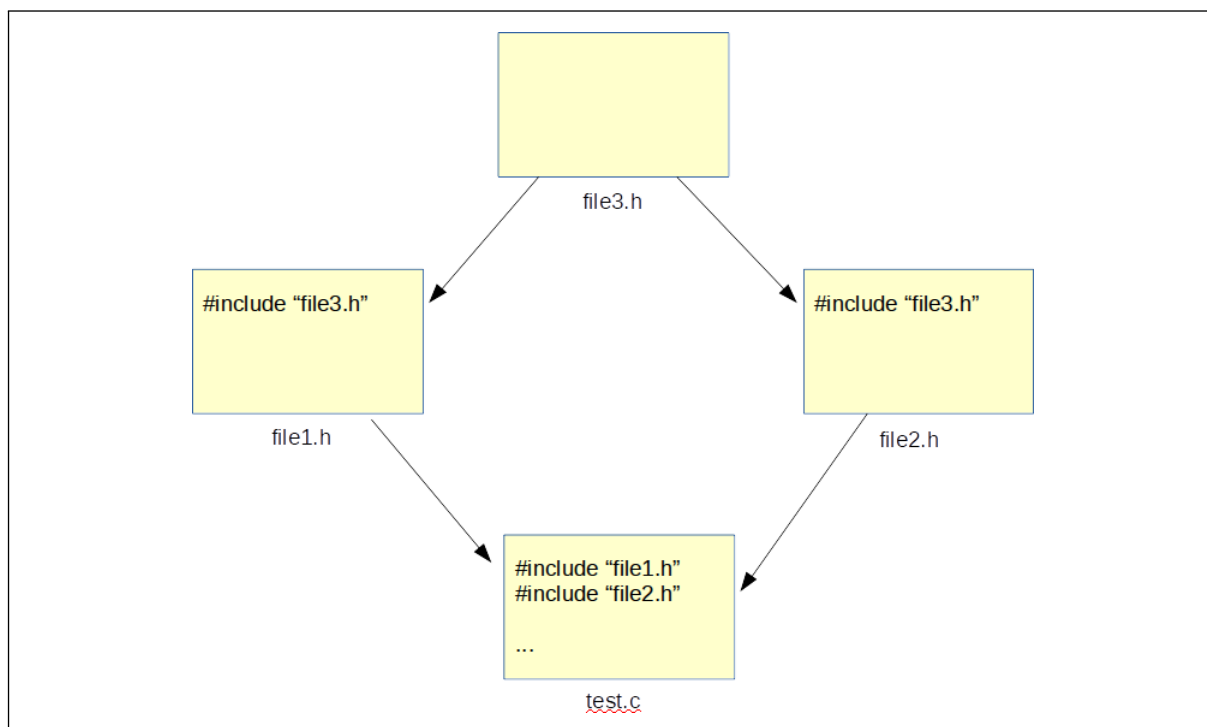 file3.h
#include “file3.h”
#include “file3.h”
file1.h
file2.h
#include “file1.h”
#include “file2.h”
...
test.c